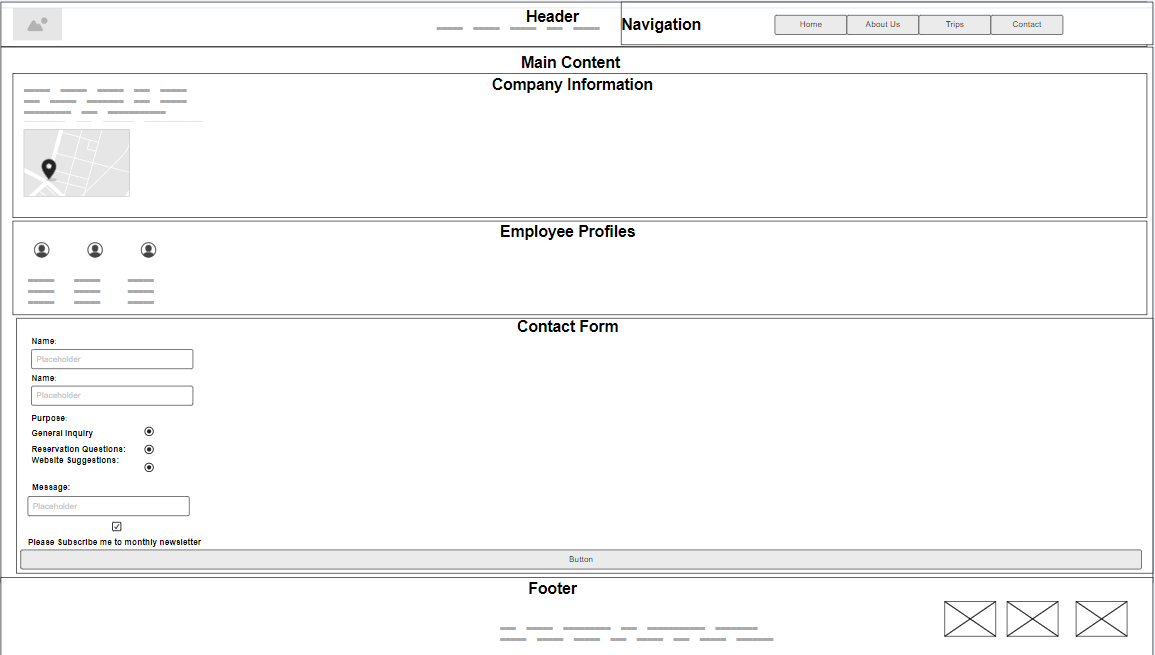 Header
Navigation
Home
About Us
Trips
Contact
Main Content
Company Information
Employee Profiles
Contact Form
Name:
Placeholder
Name:
Placeholder
Purpose:
General Inquiry
Reservation Questions:
Website Suggestions:
Message:
Placeholder
Please Subscribe me to monthly newsletter
Button
Footer